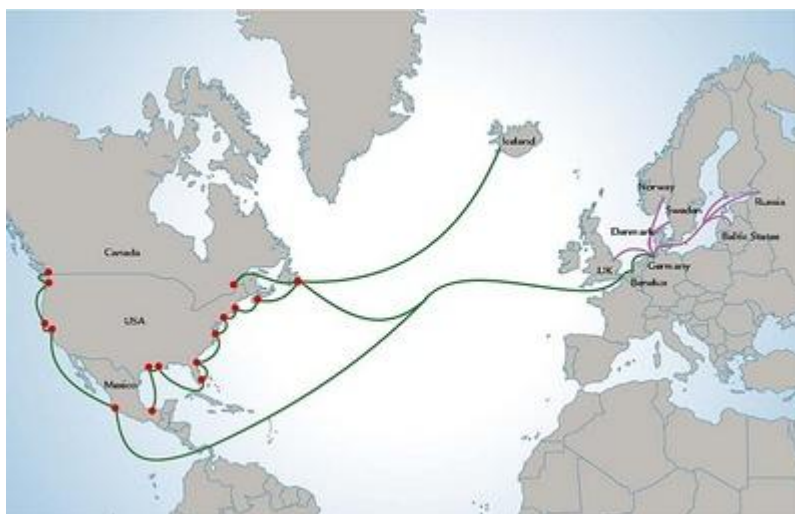 Iceland
Norway
Sweden
Russia
Denmark
Baltic States
Canada
UK
Germany
Benelux
USA
Mexico